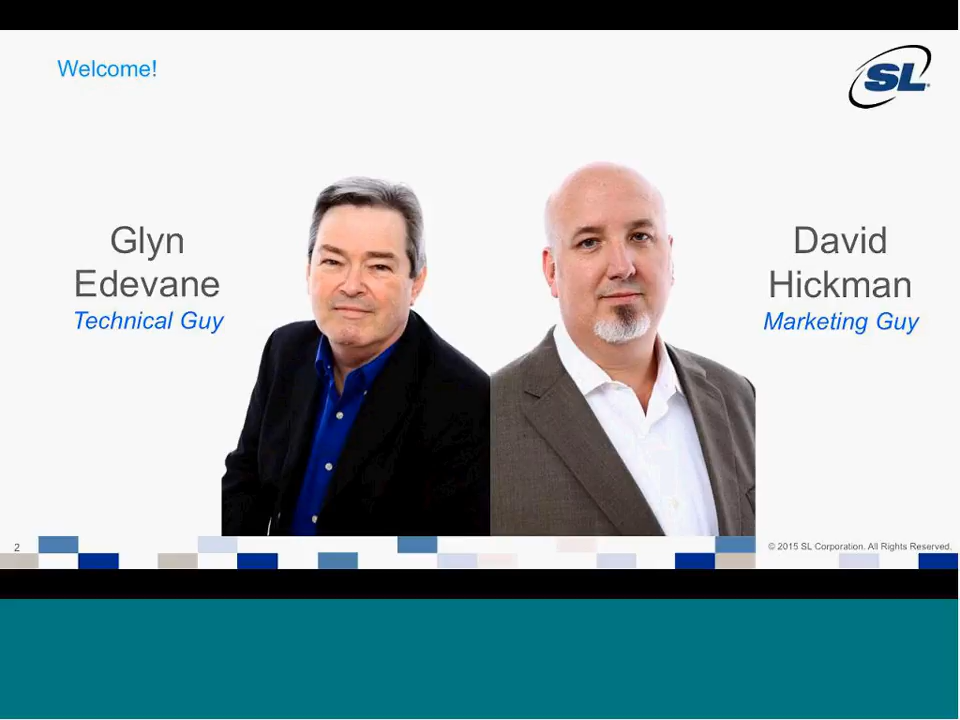 Welcome!
SL
Glyn
Edevane
Technical Guy
David
Hickman
Marketing Guy
2
© 2015 SL Corporation. All Rights Reserved.